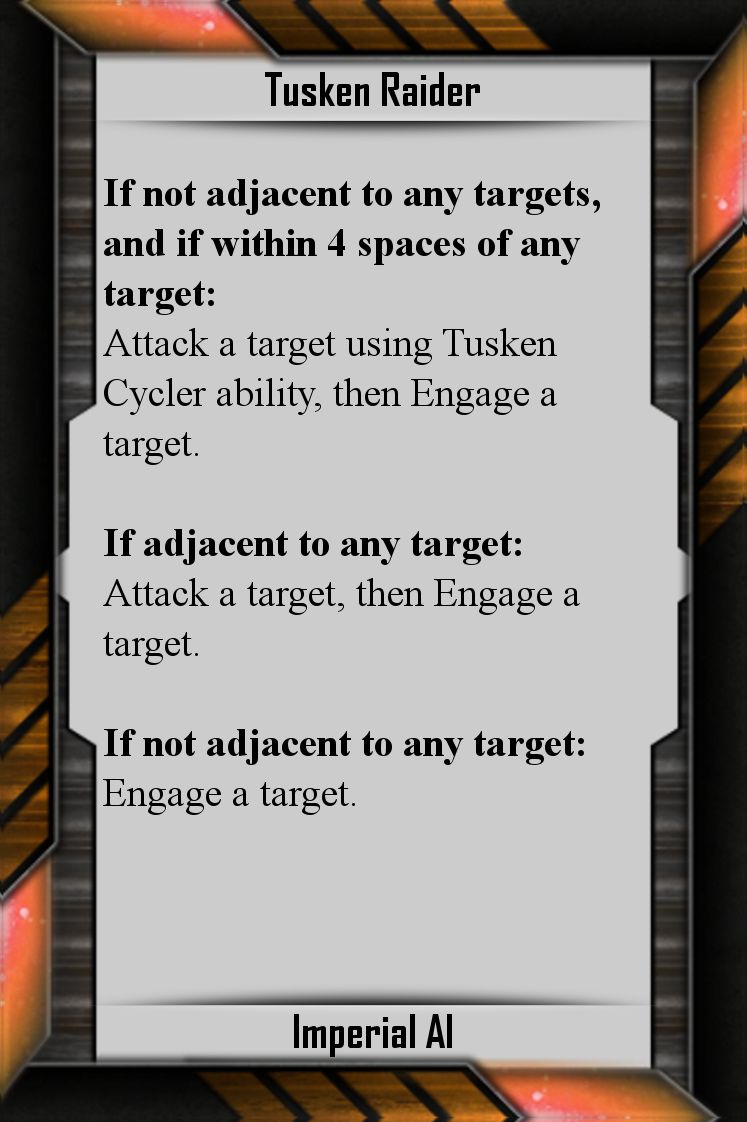 Tusken Raider
If not adjacent to any targets,
and if within 4 spaces of any
target:
Attack a target using Tusken
Cycler ability, then Engage a
target.
If adjacent to any target:
Attack a target, then Engage a
target.
If not adjacent to any target:
Engage a target.
Imperial AI